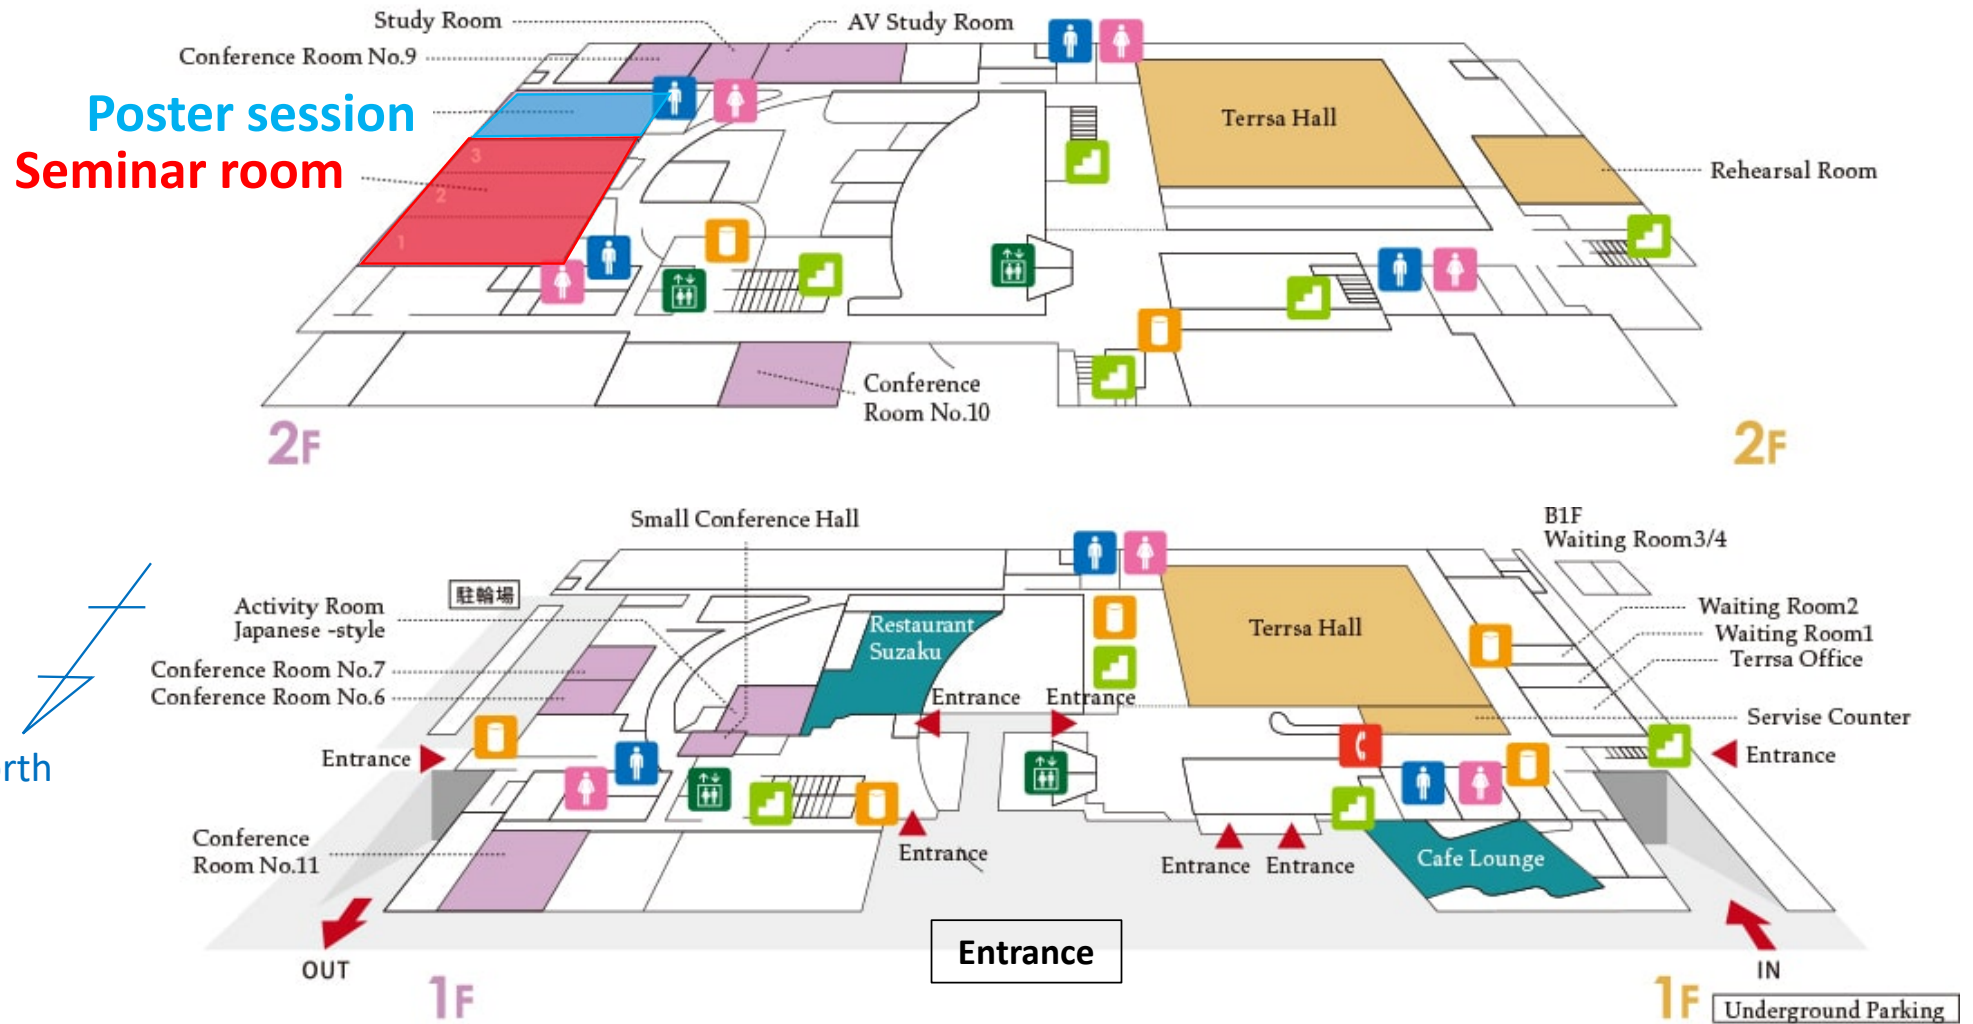 Study Room
AV Study Room
Conference Room No.9
Poster session
Seminar room
3
2
1
Terrsa Hall
Rehearsal Room
Conference
Room No.10
2F
2F
Small Conference Hall
B1F
Waiting Room3/4
駐輪場
Activity Room
Japanese -style
Restaurant
Suzaku
Terrsa Hall
Waiting Room2
Waiting Room1
Terrsa Office
Conference Room No.7
Conference Room No.6
Entrance
Entrance
Servise Counter
Entrance
Entrance
rth
Conference
Room No.11
Entrance
Entrance
Entrance
Cafe Lounge
Entrance
OUT
IN
1F
1F
Underground Parking